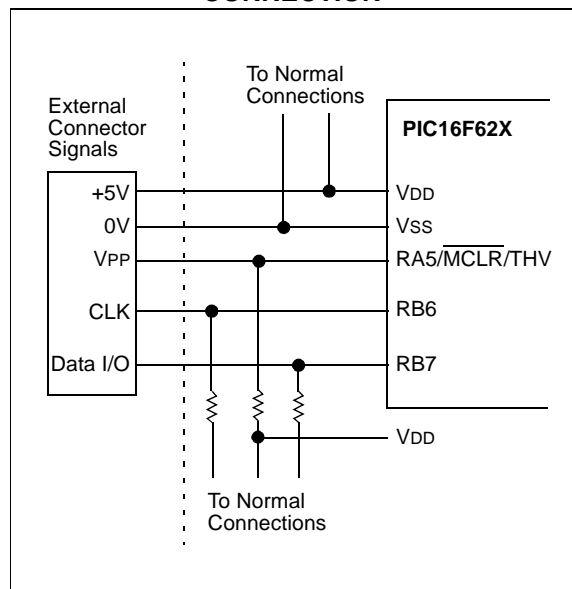 CONNECTION
To Normal
Connections
External
Connector
Signals
PIC16F62X
+5V
VDD
0V
VSS
VPP
RA5/MCLR/THV
CLK
RB6
Data I/O
RB7
VDD
To Normal
Connections